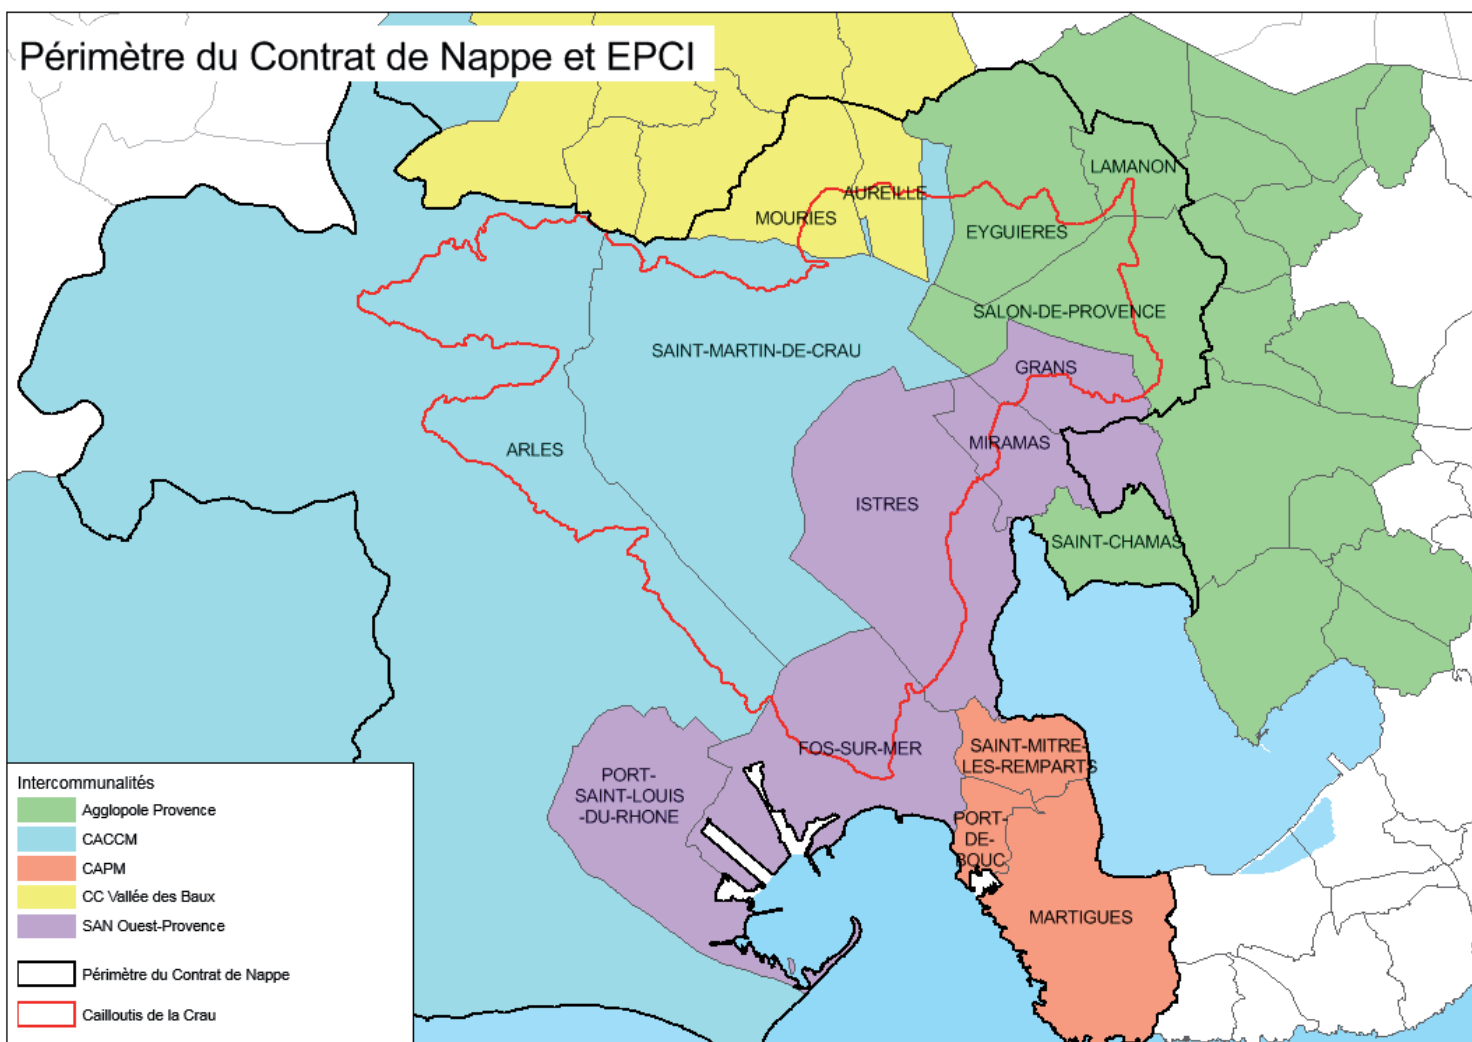 Périmètre du Contrat de Nappe et EPCI
LAMANON
AUREILLE
MOURIES
EYGUIERES
SALON-DE-PROVENCE
SAINT-MARTIN-DE-CRAU
GRANS
MIRAMAS
ARLES
ISTRES
SAINT-CHAMAS
FOS-SUR-MER
SAINT-MITRE-
LES-REMPARTS
PORT-
SAINT-LOUIS
-DU-RHONE
PORT-
DE-
BOUC
MARTIGUES
Intercommunalités
Agglopole Provence
CACCM
CAPM
CC Vallée des Baux
SAN Ouest-Provence
Périmètre du Contrat de Nappe
Cailloutis de la Crau